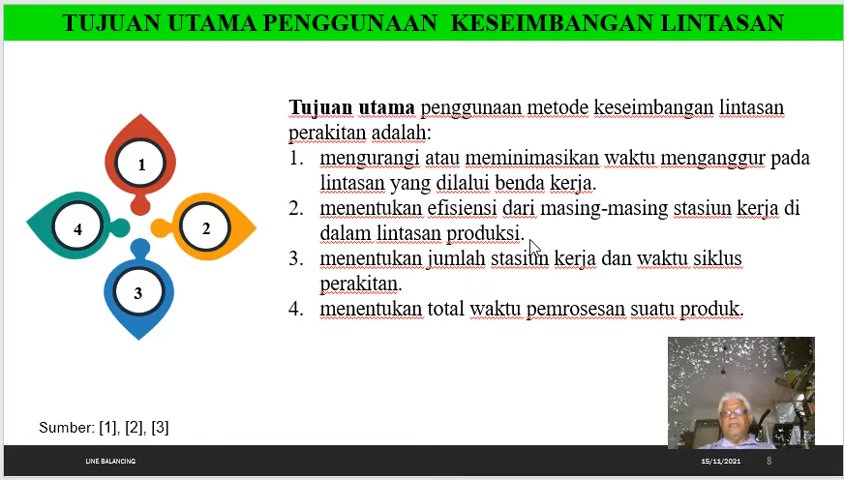 TUJUAN UTAMA PENGGUNAAN KESEIMBANGAN LINTASAN
1
2
3
4
Tujuan utama penggunaan metode keseimbangan lintasan
perakitan adalah:
1. mengurangi atau meminimasikan waktu menganggur pada
lintasan yang dilalui benda kerja.
2. menentukan efisiensi dari masing-masing stasiun kerja di
dalam lintasan produksi.
3. menentukan jumlah stasiun kerja dan waktu siklus
perakitan.
4. menentukan total waktu pemrosesan suatu produk.
Sumber: [1], [2], [3]
LINE BALANCING
15/11/2021
8